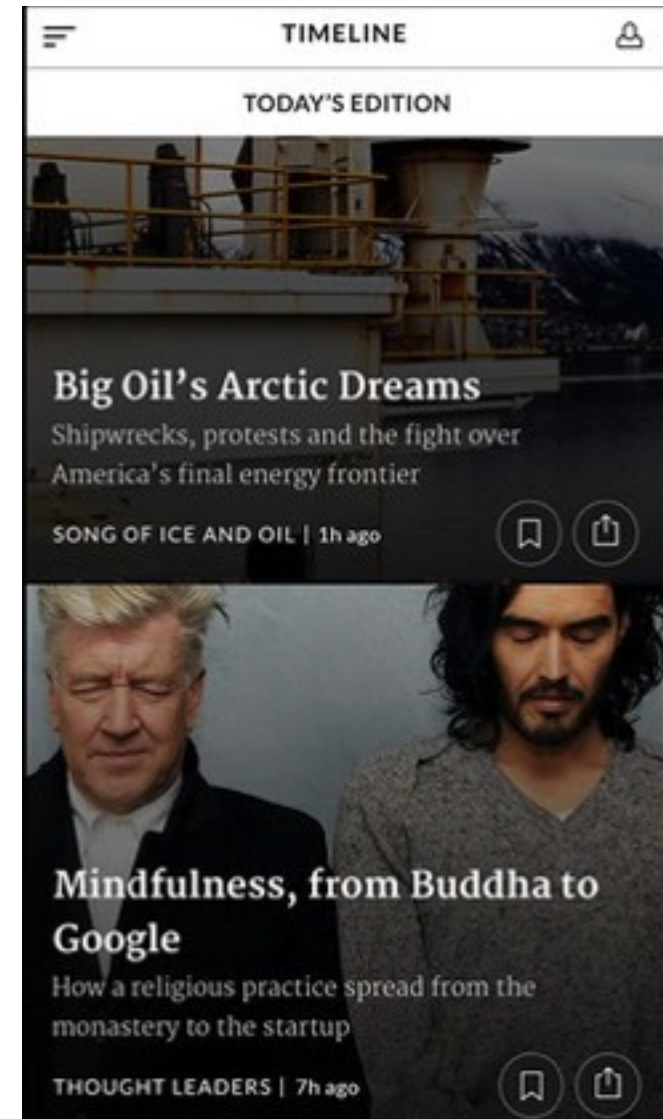 TIMELINE
TODAY'S EDITION
Big Oil’s Arctic Dreams
Shipwrecks, protests and the fight over
America’s final energy frontier
SONG OF ICE AND OIL | 1h ago
Mindfulness, from Buddha to
Google
How a religious practice spread from the
monastery to the startup
THOUGHT LEADERS | 7h ago